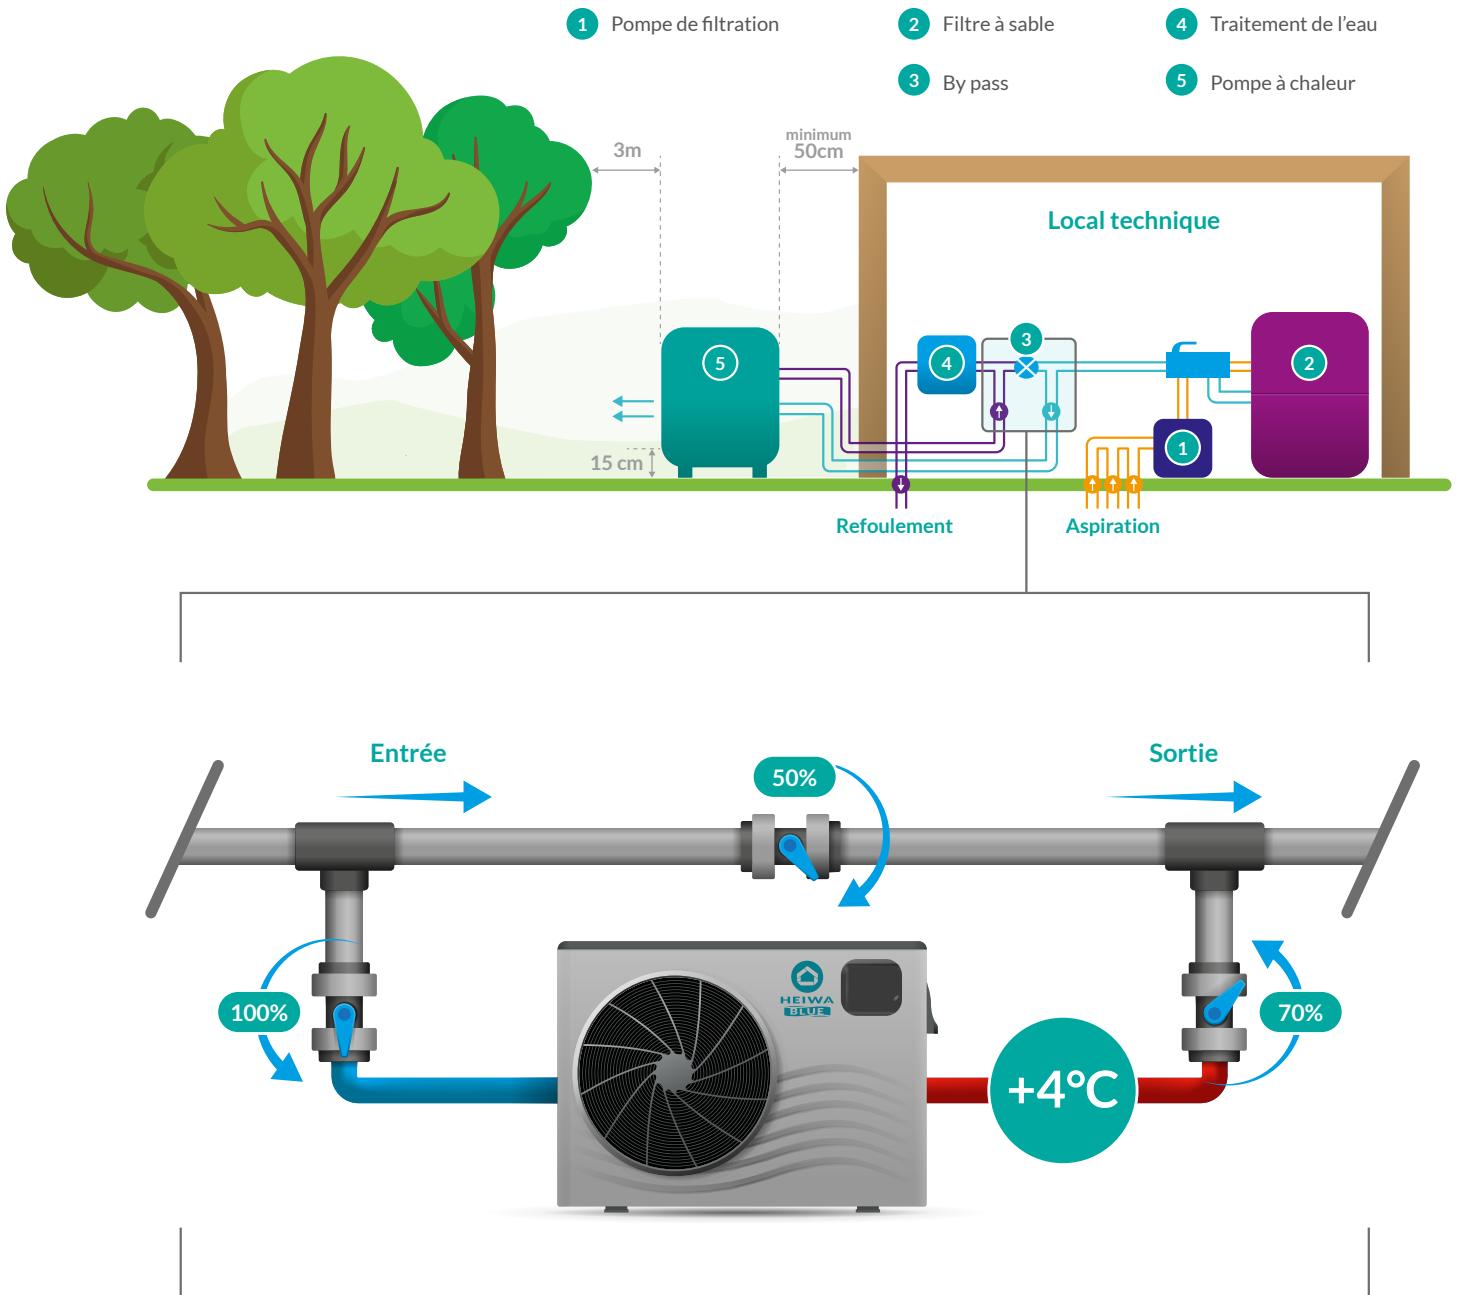 1 Pompe de filtration
2 Filtre à sable
4 Traitement de l'eau
3 By pass
5 Pompe à chaleur
3m
minimum
50cm
Local technique
5
4
3
2
1
15 cm
Refoulement
Aspiration
Entrée
Sortie
50%
100%
70%
HEIWA
BLUE
+4°C